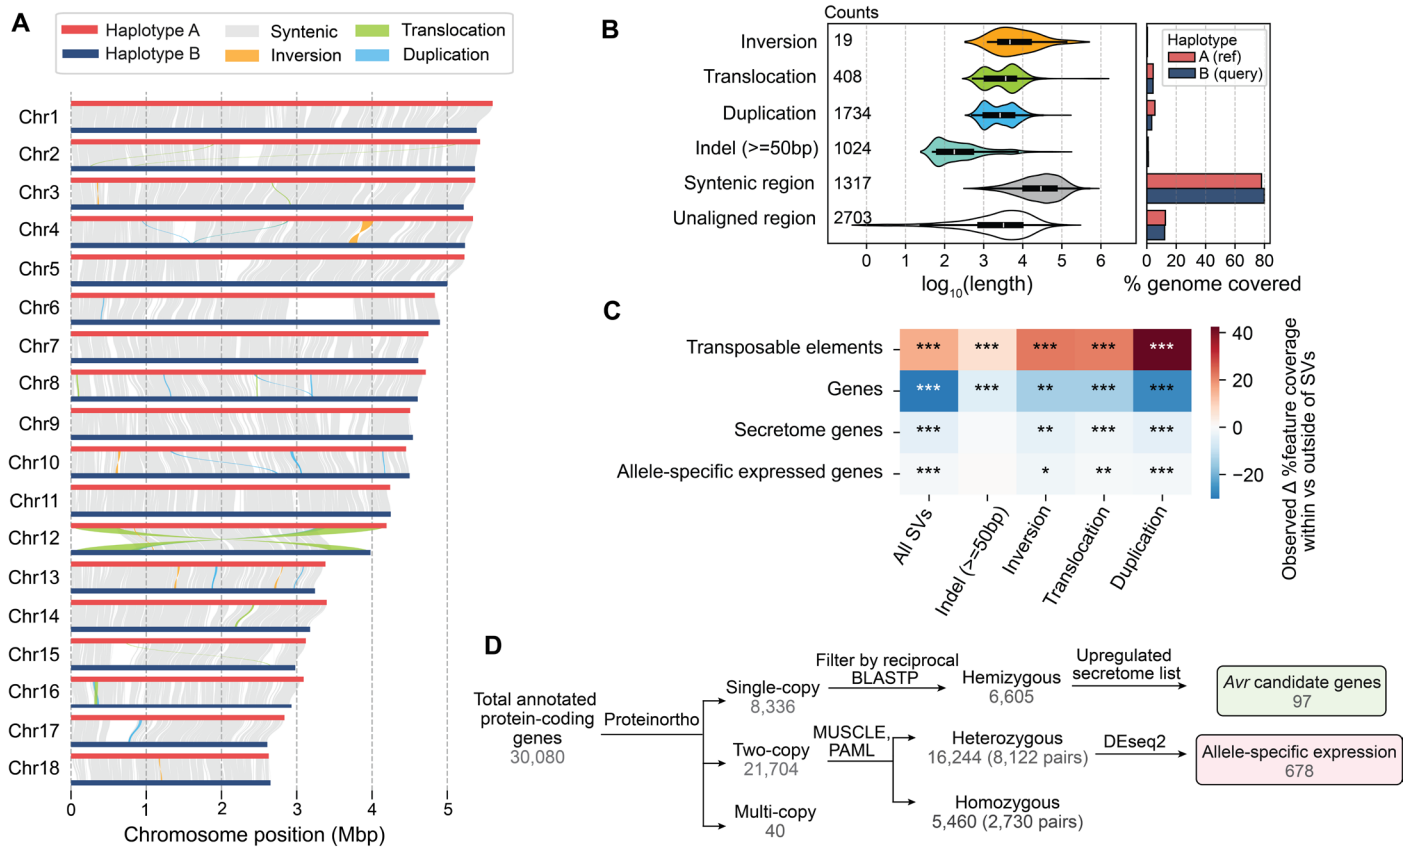 A
Haplotype A
Haplotype B
Syntenic
Inversion
Translocation
Duplication
Chr1
Chr2
Chr3
Chr4
Chr5
Chr6
Chr7
Chr8
Chr9
Chr10
Chr11
Chr12
Chr13
Chr14
Chr15
Chr16
Chr17
Chr18
0 1 2 3 4 5
Chromosome position (Mbp)
B
Counts
Inversion 19
Translocation 408
Duplication 1734
Indel (>=50bp) 1024
Syntenic region 1317
Unaligned region 2703
0 1 2 3 4 5 6
log10(length)
Haplotype
A (ref)
B (query)
0 20 40 60 80
% genome covered
C
Transposable elements *** *** *** *** ***
Genes *** *** ** *** ***
Secretome genes *** ** *** ***
Allele-specific expressed genes *** * ** ***
All SVs
Indel (>=50bp)
Inversion
Translocation
Duplication
40
20
0
−20
Observed Δ %feature coverage
within vs outside of SVs
D
Total annotated
protein-coding
genes
30,080
Proteinortho
Single-copy
8,336
Filter by reciprocal
BLASTP
Hemizygous
6,605
Upregulated
secretome list
Avr candidate genes
97
Two-copy
21,704
MUSCLE,
PAML
Heterozygous
16,244 (8,122 pairs)
DEseq2
Allele-specific expression
678
Homozygous
5,460 (2,730 pairs)
Multi-copy
40